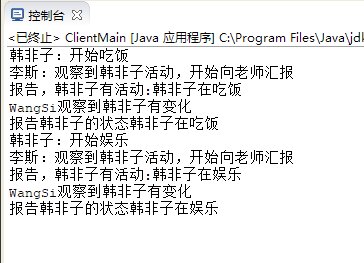 控制台
<已终止> ClientMain [Java 应用程序] C:\Program Files\Java\jdk
韩非子：开始吃饭
李斯：观察到韩非子活动，开始向老师汇报
报告，韩非子有活动:韩非子在吃饭
WangSi观察到韩非子有变化
报告韩非子的状态韩非子在吃饭
韩非子：开始娱乐
李斯：观察到韩非子活动，开始向老师汇报
报告，韩非子有活动:韩非子在娱乐
WangSi观察到韩非子有变化
报告韩非子的状态韩非子在娱乐